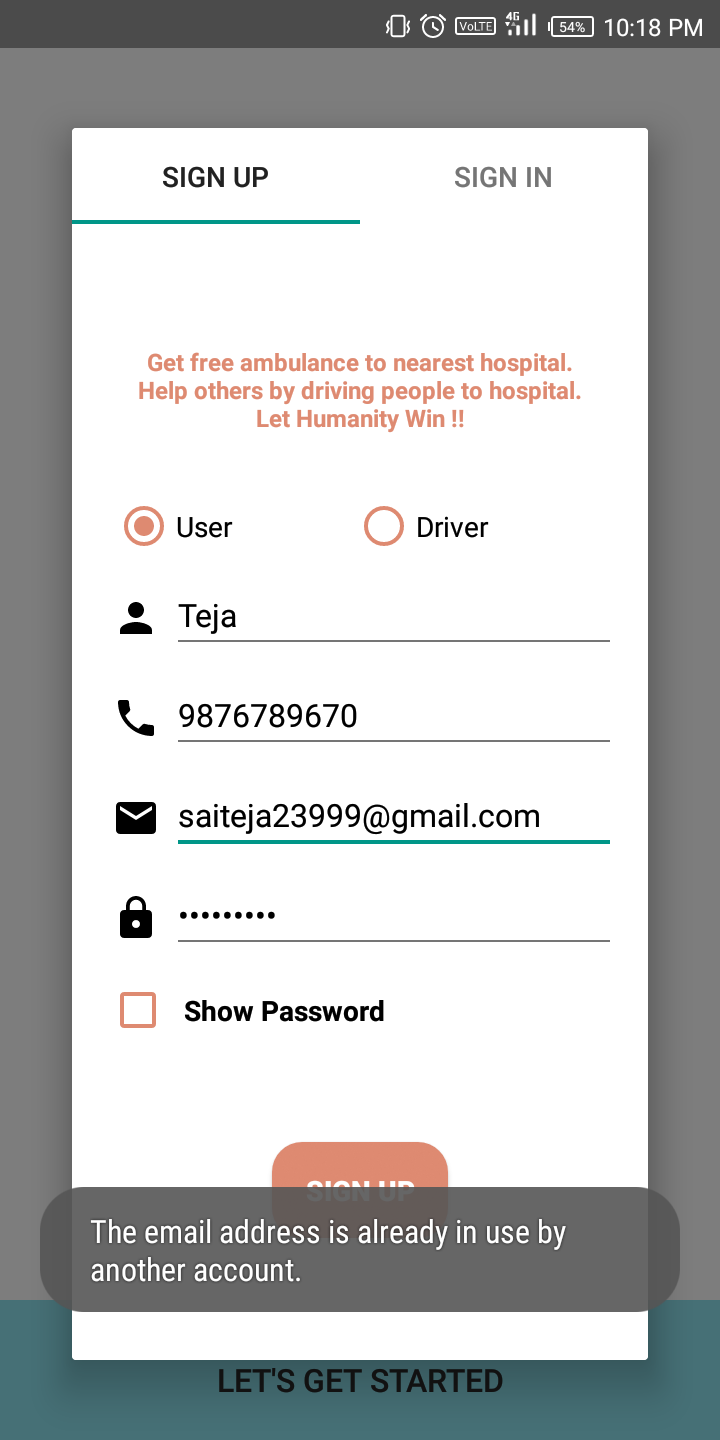 VoLTE 4G 54% 10:18 PM
SIGN UP SIGN IN
Get free ambulance to nearest hospital.
Help others by driving people to hospital.
Let Humanity Win !!
User Driver
Teja
9876789670
saiteja23999@gmail.com
•••••••••
Show Password
SIGN UP
The email address is already in use by
another account.
LET'S GET STARTED